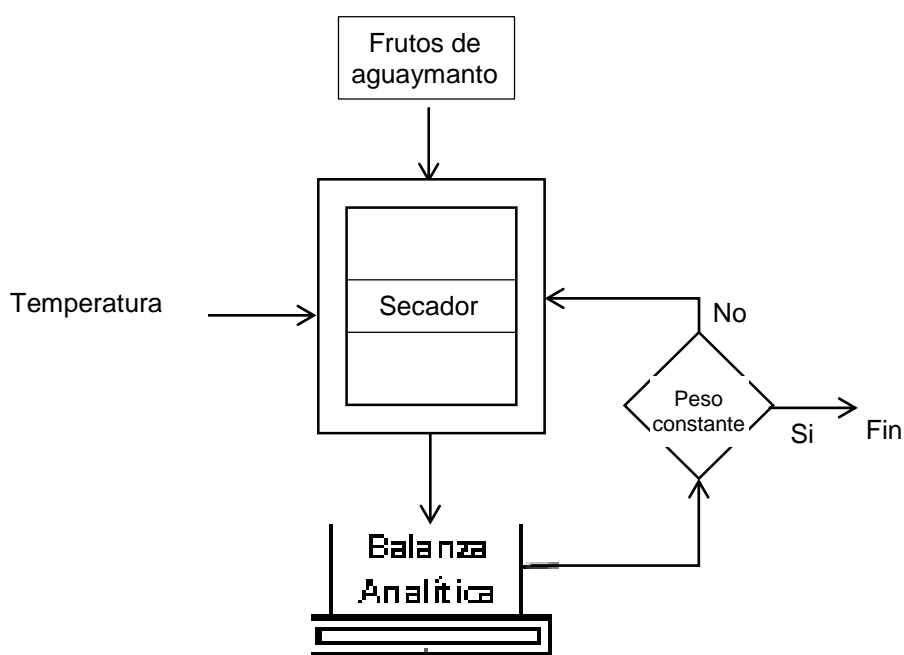 Frutos de
aguaymanto
Temperatura
Secador
No
Peso
constante
Si
Fin
Balanza
Analítica